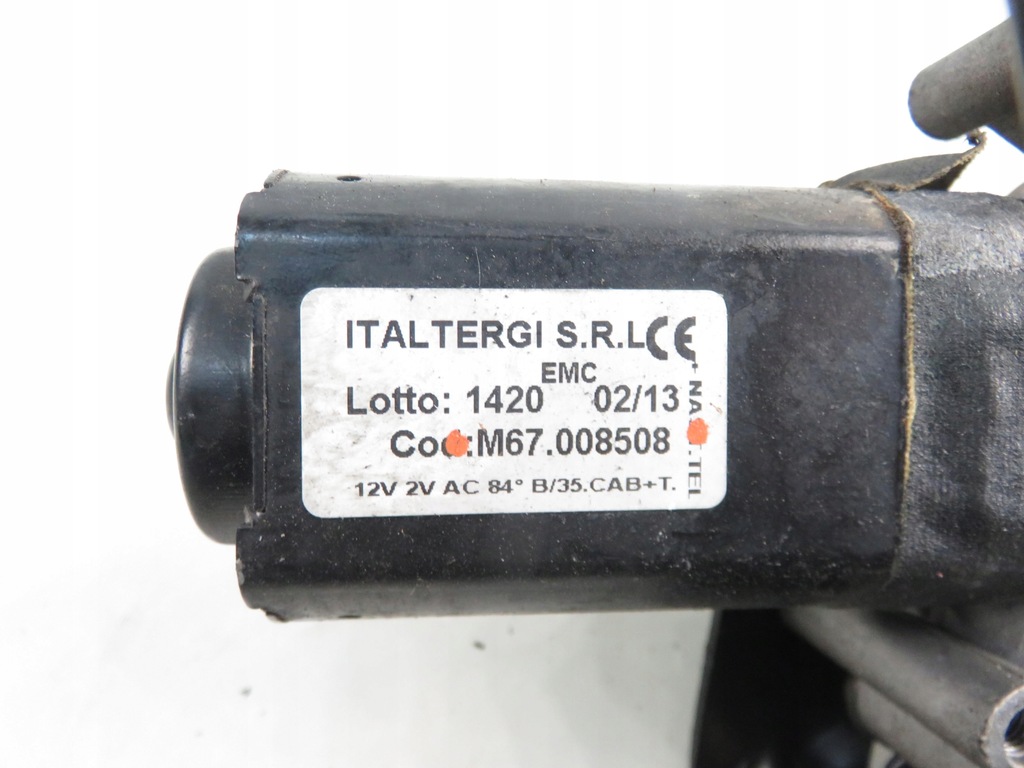 ITALTERGI S.R.L CE
EMC
Lotto: 1420 02/13
Cod:M67.008508
12V 2V AC 84° B/35.CAB+T.